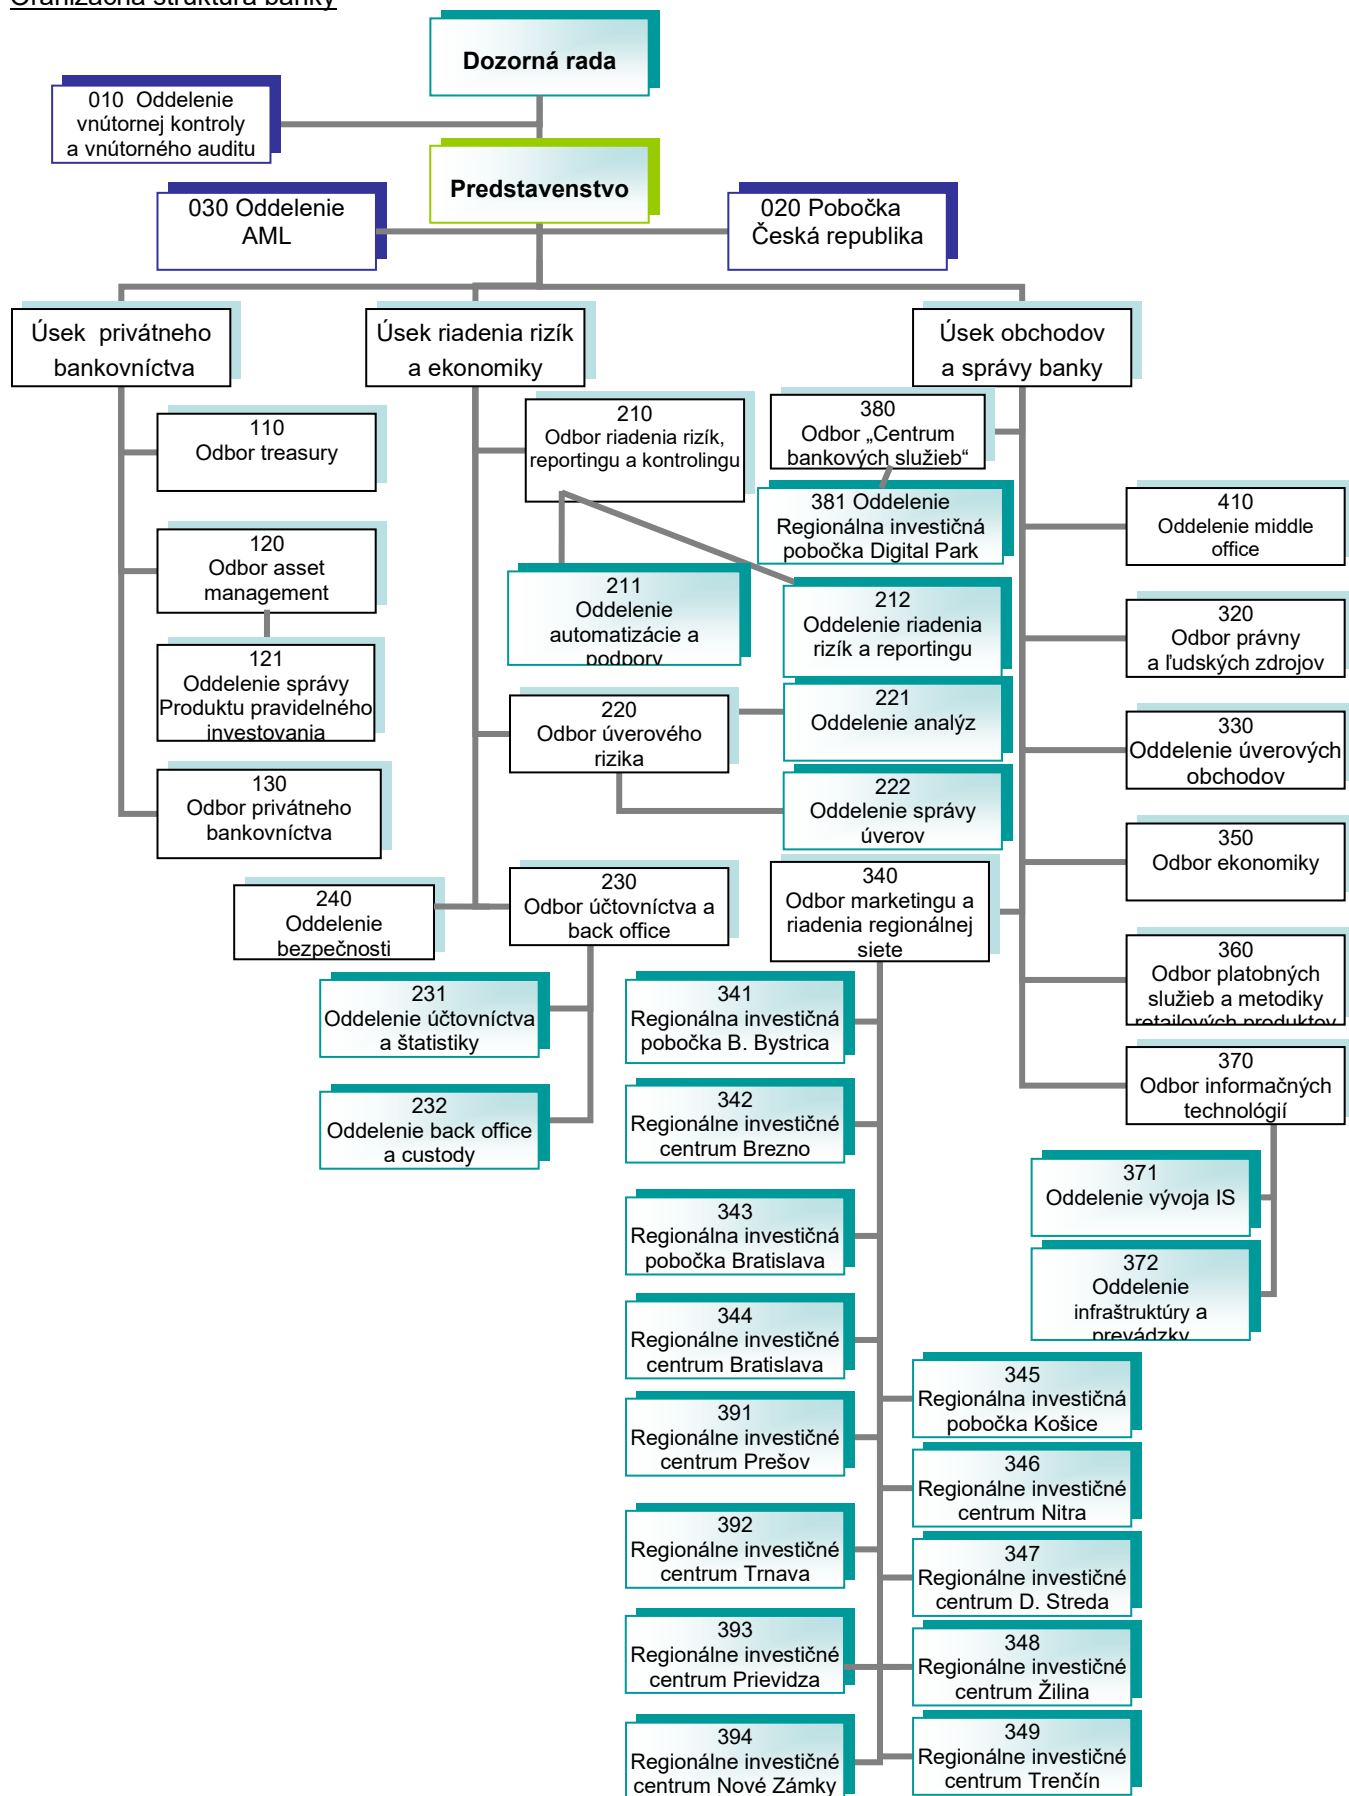 Oranizačná štruktúra banky
Dozorná rada
010 Oddelenie
vnútornej kontroly
a vnútorného auditu
Predstavenstvo
030 Oddelenie
AML
020 Pobočka
Česká republika
Úsek privátneho
bankovníctva
Úsek riadenia rizík
a ekonomiky
Úsek obchodov
a správy banky
110
Odbor treasury
210
Odbor riadenia rizík,
reportingu a kontrolingu
380
Odbor „Centrum
bankových služieb“
381 Oddelenie
Regionálna investičná
pobočka Digital Park
410
Oddelenie middle
office
120
Odbor asset
management
211
Oddelenie
automatizácie a
podpory
212
Oddelenie riadenia
rizík a reportingu
320
Odbor právny
a ľudských zdrojov
121
Oddelenie správy
Produktu pravidelného
investovania
220
Odbor úverového
rizika
221
Oddelenie analýz
330
Oddelenie úverových
obchodov
130
Odbor privátneho
bankovníctva
222
Oddelenie správy
úverov
350
Odbor ekonomiky
240
Oddelenie
bezpečnosti
230
Odbor účtovníctva a
back office
340
Odbor marketingu a
riadenia regionálnej
siete
360
Odbor platobných
služieb a metodiky
retailových produktov
231
Oddelenie účtovníctva
a štatistiky
341
Regionálna investičná
pobočka B. Bystrica
370
Odbor informačných
technológií
232
Oddelenie back office
a custody
342
Regionálne investičné
centrum Brezno
371
Oddelenie vývoja IS
343
Regionálna investičná
pobočka Bratislava
372
Oddelenie
infraštruktúry a
prevádzky
344
Regionálne investičné
centrum Bratislava
345
Regionálna investičná
pobočka Košice
391
Regionálne investičné
centrum Prešov
346
Regionálne investičné
centrum Nitra
392
Regionálne investičné
centrum Trnava
347
Regionálne investičné
centrum D. Streda
393
Regionálne investičné
centrum Prievidza
348
Regionálne investičné
centrum Žilina
394
Regionálne investičné
centrum Nové Zámky
349
Regionálne investičné
centrum Trenčín